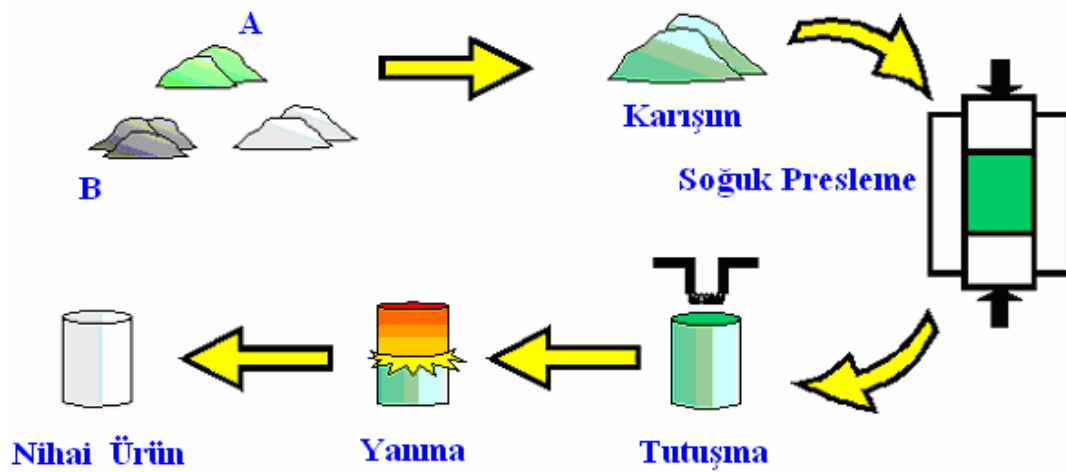 A
B
Karışım
Soğuk Presleme
Tutuşma
Yanma
Nihai Ürün